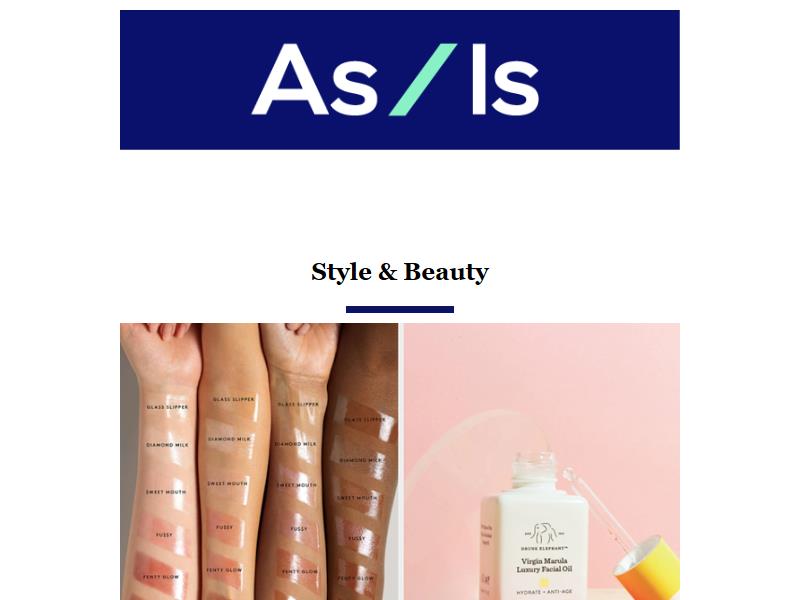 As/Is
Style & Beauty
GLASS SLIPPER
DIAMOND MILK
SWEET MOUTH
FUSSY
FENTY GLOW
GLASS SLIPPER
DIAMOND MILK
SWEET MOUTH
FUSSY
FENTY GLOW
GLASS SLIPPER
DIAMOND MILK
SWEET MOUTH
FUSSY
FENTY GLOW
GLASS SLIPPER
DIAMOND MILK
SWEET MOUTH
FUSSY
FENTY GLOW
DRUNK ELEPHANT™
Virgin Marula
Luxury Facial Oil
HYDRATE + ANTI-AGE